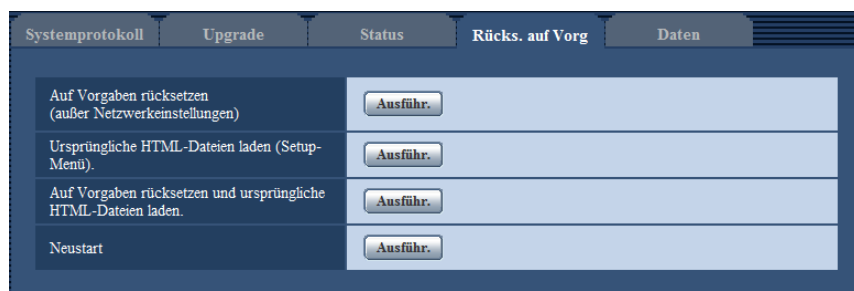 Systemprotokoll Upgrade Status Rücks. auf Vorg Daten
Auf Vorgaben rücksetzen
(außer Netzwerkeinstellungen)
Ausführ.
Ursprüngliche HTML-Dateien laden (Setup-
Menü).
Ausführ.
Auf Vorgaben rücksetzen und ursprüngliche
HTML-Dateien laden.
Ausführ.
Neustart
Ausführ.